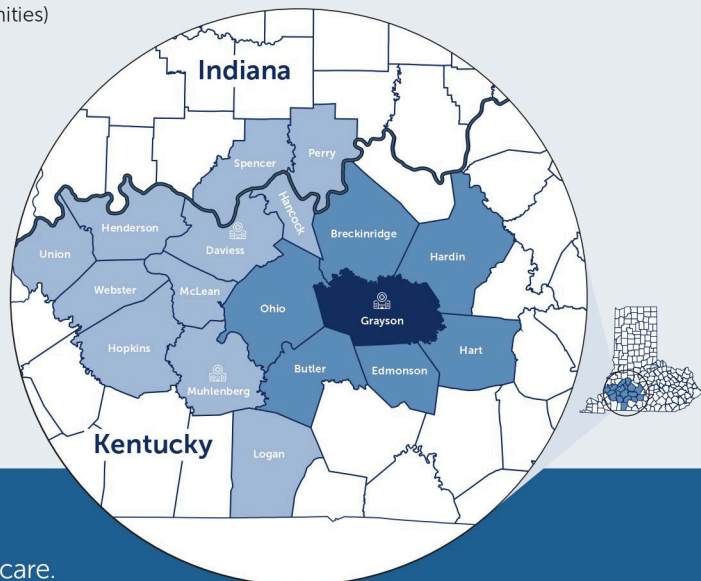 nities)
Indiana
Perry
Spencer
Hancock
Henderson
Daviess
Breckinridge
Union
Hardin
Webster
McLean
Ohio
Grayson
Hopkins
Hart
Butler
Edmonson
Muhlenberg
Kentucky
Logan
care.